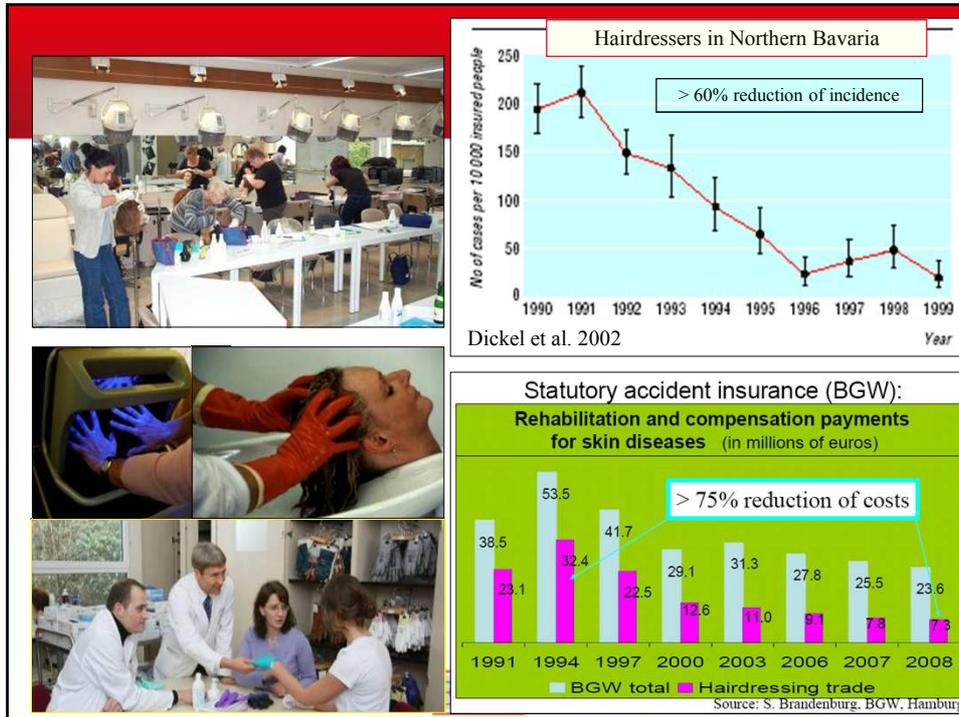 Hairdressers in Northern Bavaria
> 60% reduction of incidence
No of cases per 10 000 insured people
250
200
150
100
50
0
1990 1991 1992 1993 1994 1995 1996 1997 1998 1999
Year
Dickel et al. 2002
Statutory accident insurance (BGW):
Rehabilitation and compensation payments
for skin diseases (in millions of euros)
> 75% reduction of costs
38.5 53.5 41.7 29.1 31.3 27.8 25.5 23.6
23.1 32.4 22.5 12.6 11.0 9.1 7.8 7.3
1991 1994 1997 2000 2003 2006 2007 2008
BGW total Hairdressing trade
Source: S. Brandenburg, BGW, Hamburg